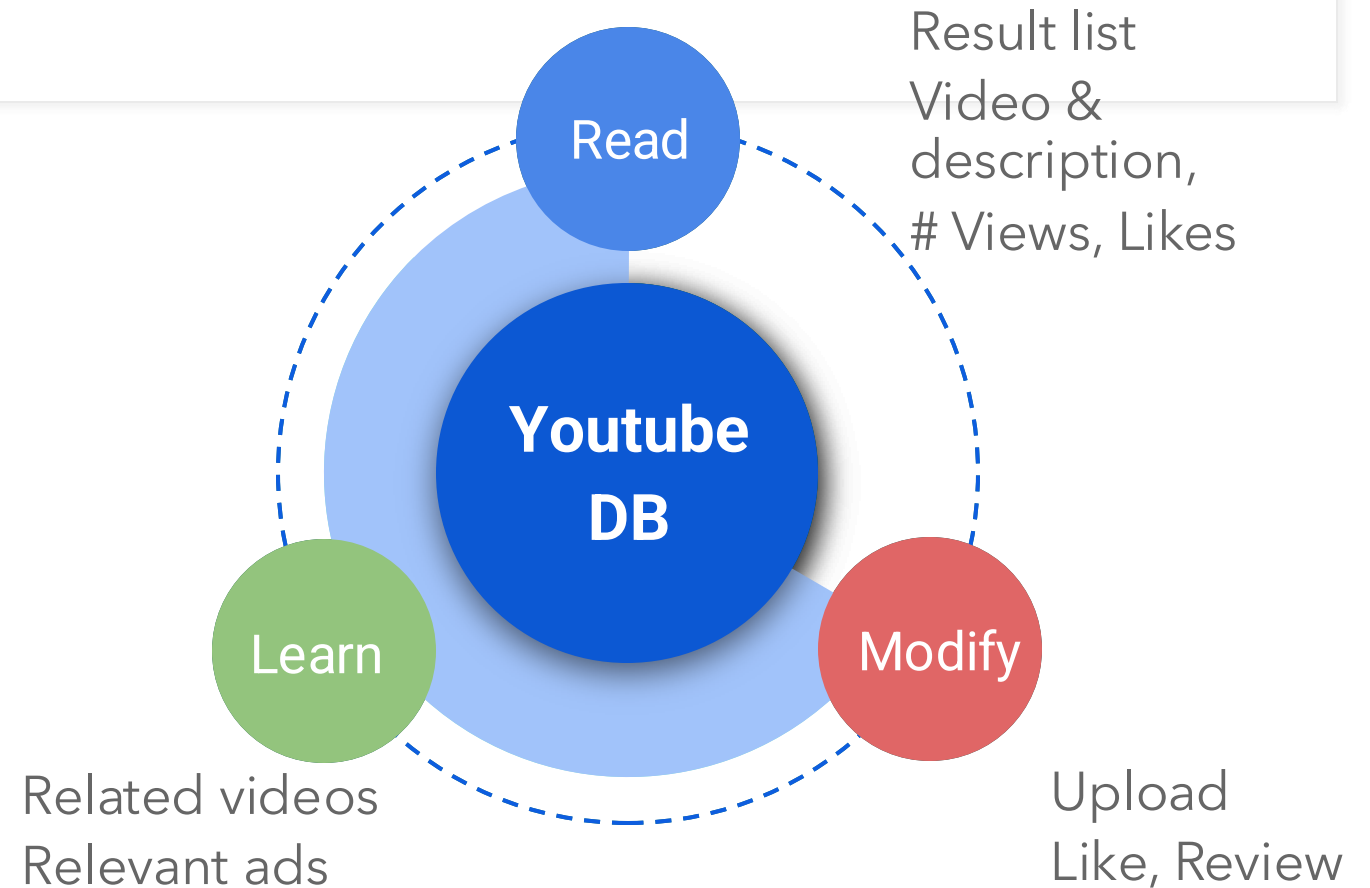 Result list
Video &
description,
# Views, Likes
Read
Youtube
DB
Learn
Modify
Related videos
Relevant ads
Upload
Like, Review